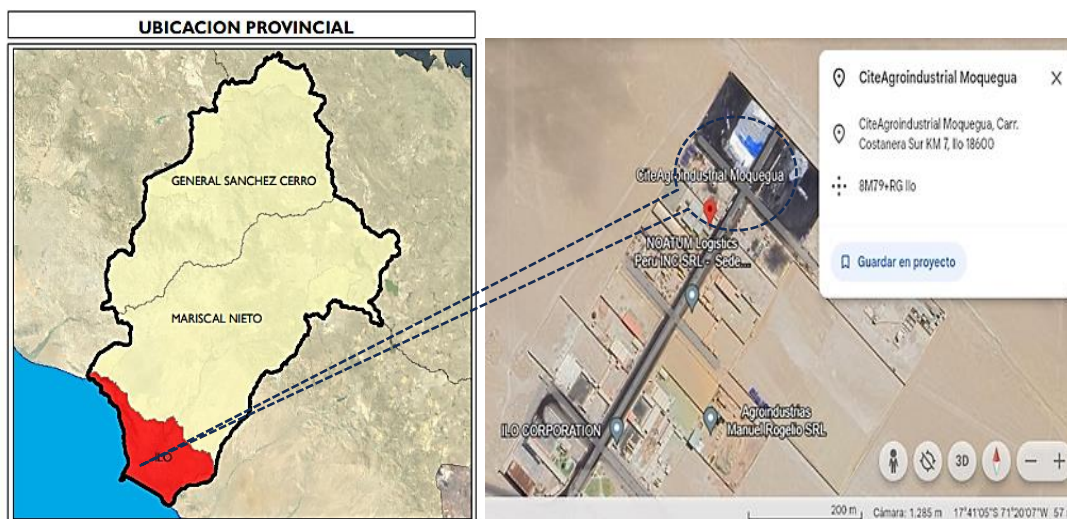 UBICACION PROVINCIAL
GENERAL SANCHEZ CERRO
MARISCAL NIETO
ILO
CiteAgroindustrial Moquegua
CiteAgroindustrial Moquegua, Carr.
Costanera Sur KM 7, Ilo 18600
8M79+RG Ilo
Guardar en proyecto
CiteAgroindustrial Moquegua
NOATUM Logistics
Peru INC SRL - Sede...
ILO CORPORATION
Agroindustrias
Manuel Rogelio SRL
3D
200 m Cámara: 1,285 m 17°41'05"S 71°20'07"W 57